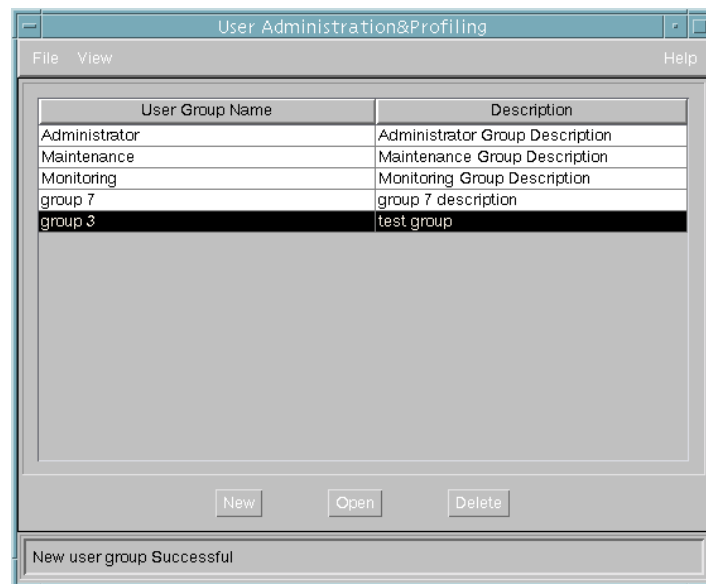 User Administration&Profiling
File View Help
User Group Name Description
Administrator Administrator Group Description
Maintenance Maintenance Group Description
Monitoring Monitoring Group Description
group 7 group 7 description
group 3 test group
New Open Delete
New user group Successful